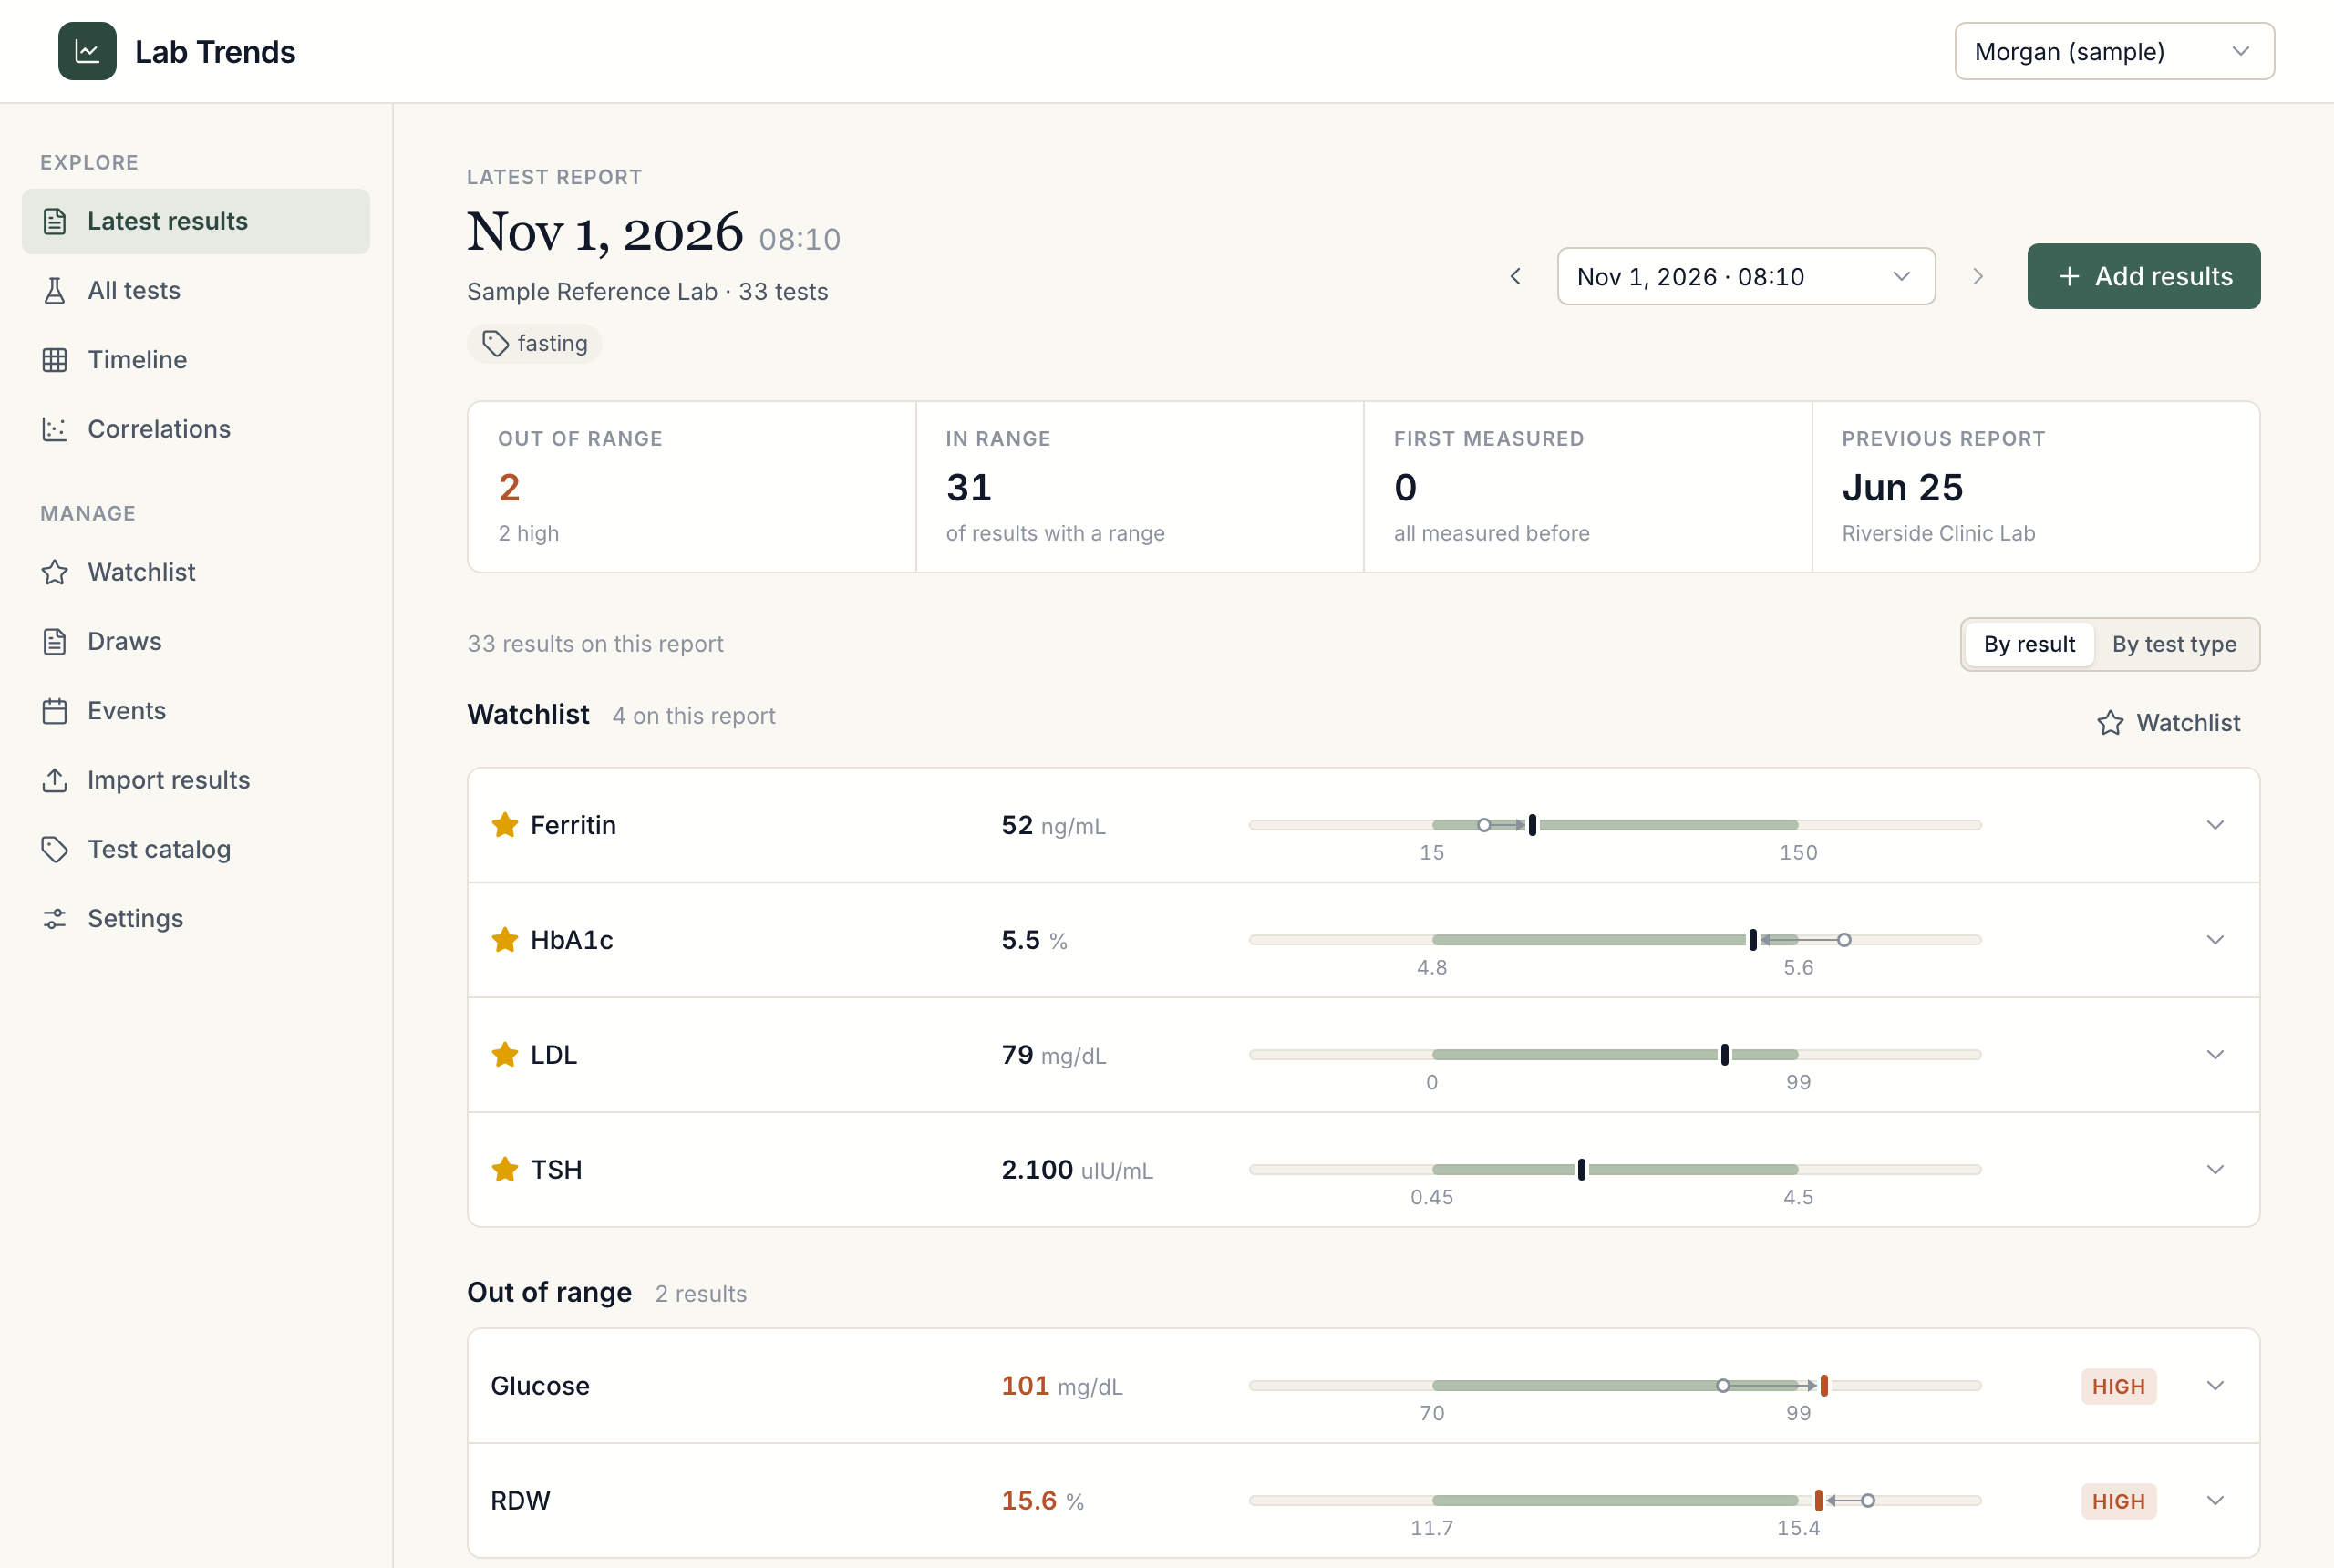 Lab Trends
Morgan (sample)
EXPLORE
Latest results
All tests
Timeline
Correlations
MANAGE
Watchlist
Draws
Events
Import results
Test catalog
Settings
LATEST REPORT
Nov 1, 2026 08:10
Sample Reference Lab · 33 tests
fasting
Nov 1, 2026 · 08:10
Add results
OUT OF RANGE
2
2 high
IN RANGE
31
of results with a range
FIRST MEASURED
0
all measured before
PREVIOUS REPORT
Jun 25
Riverside Clinic Lab
33 results on this report
By result
By test type
Watchlist 4 on this report
Watchlist
Ferritin 52 ng/mL
15 150
HbA1c 5.5 %
4.8 5.6
LDL 79 mg/dL
0 99
TSH 2.100 uIU/mL
0.45 4.5
Out of range 2 results
Glucose 101 mg/dL HIGH
70 99
RDW 15.6 % HIGH
11.7 15.4